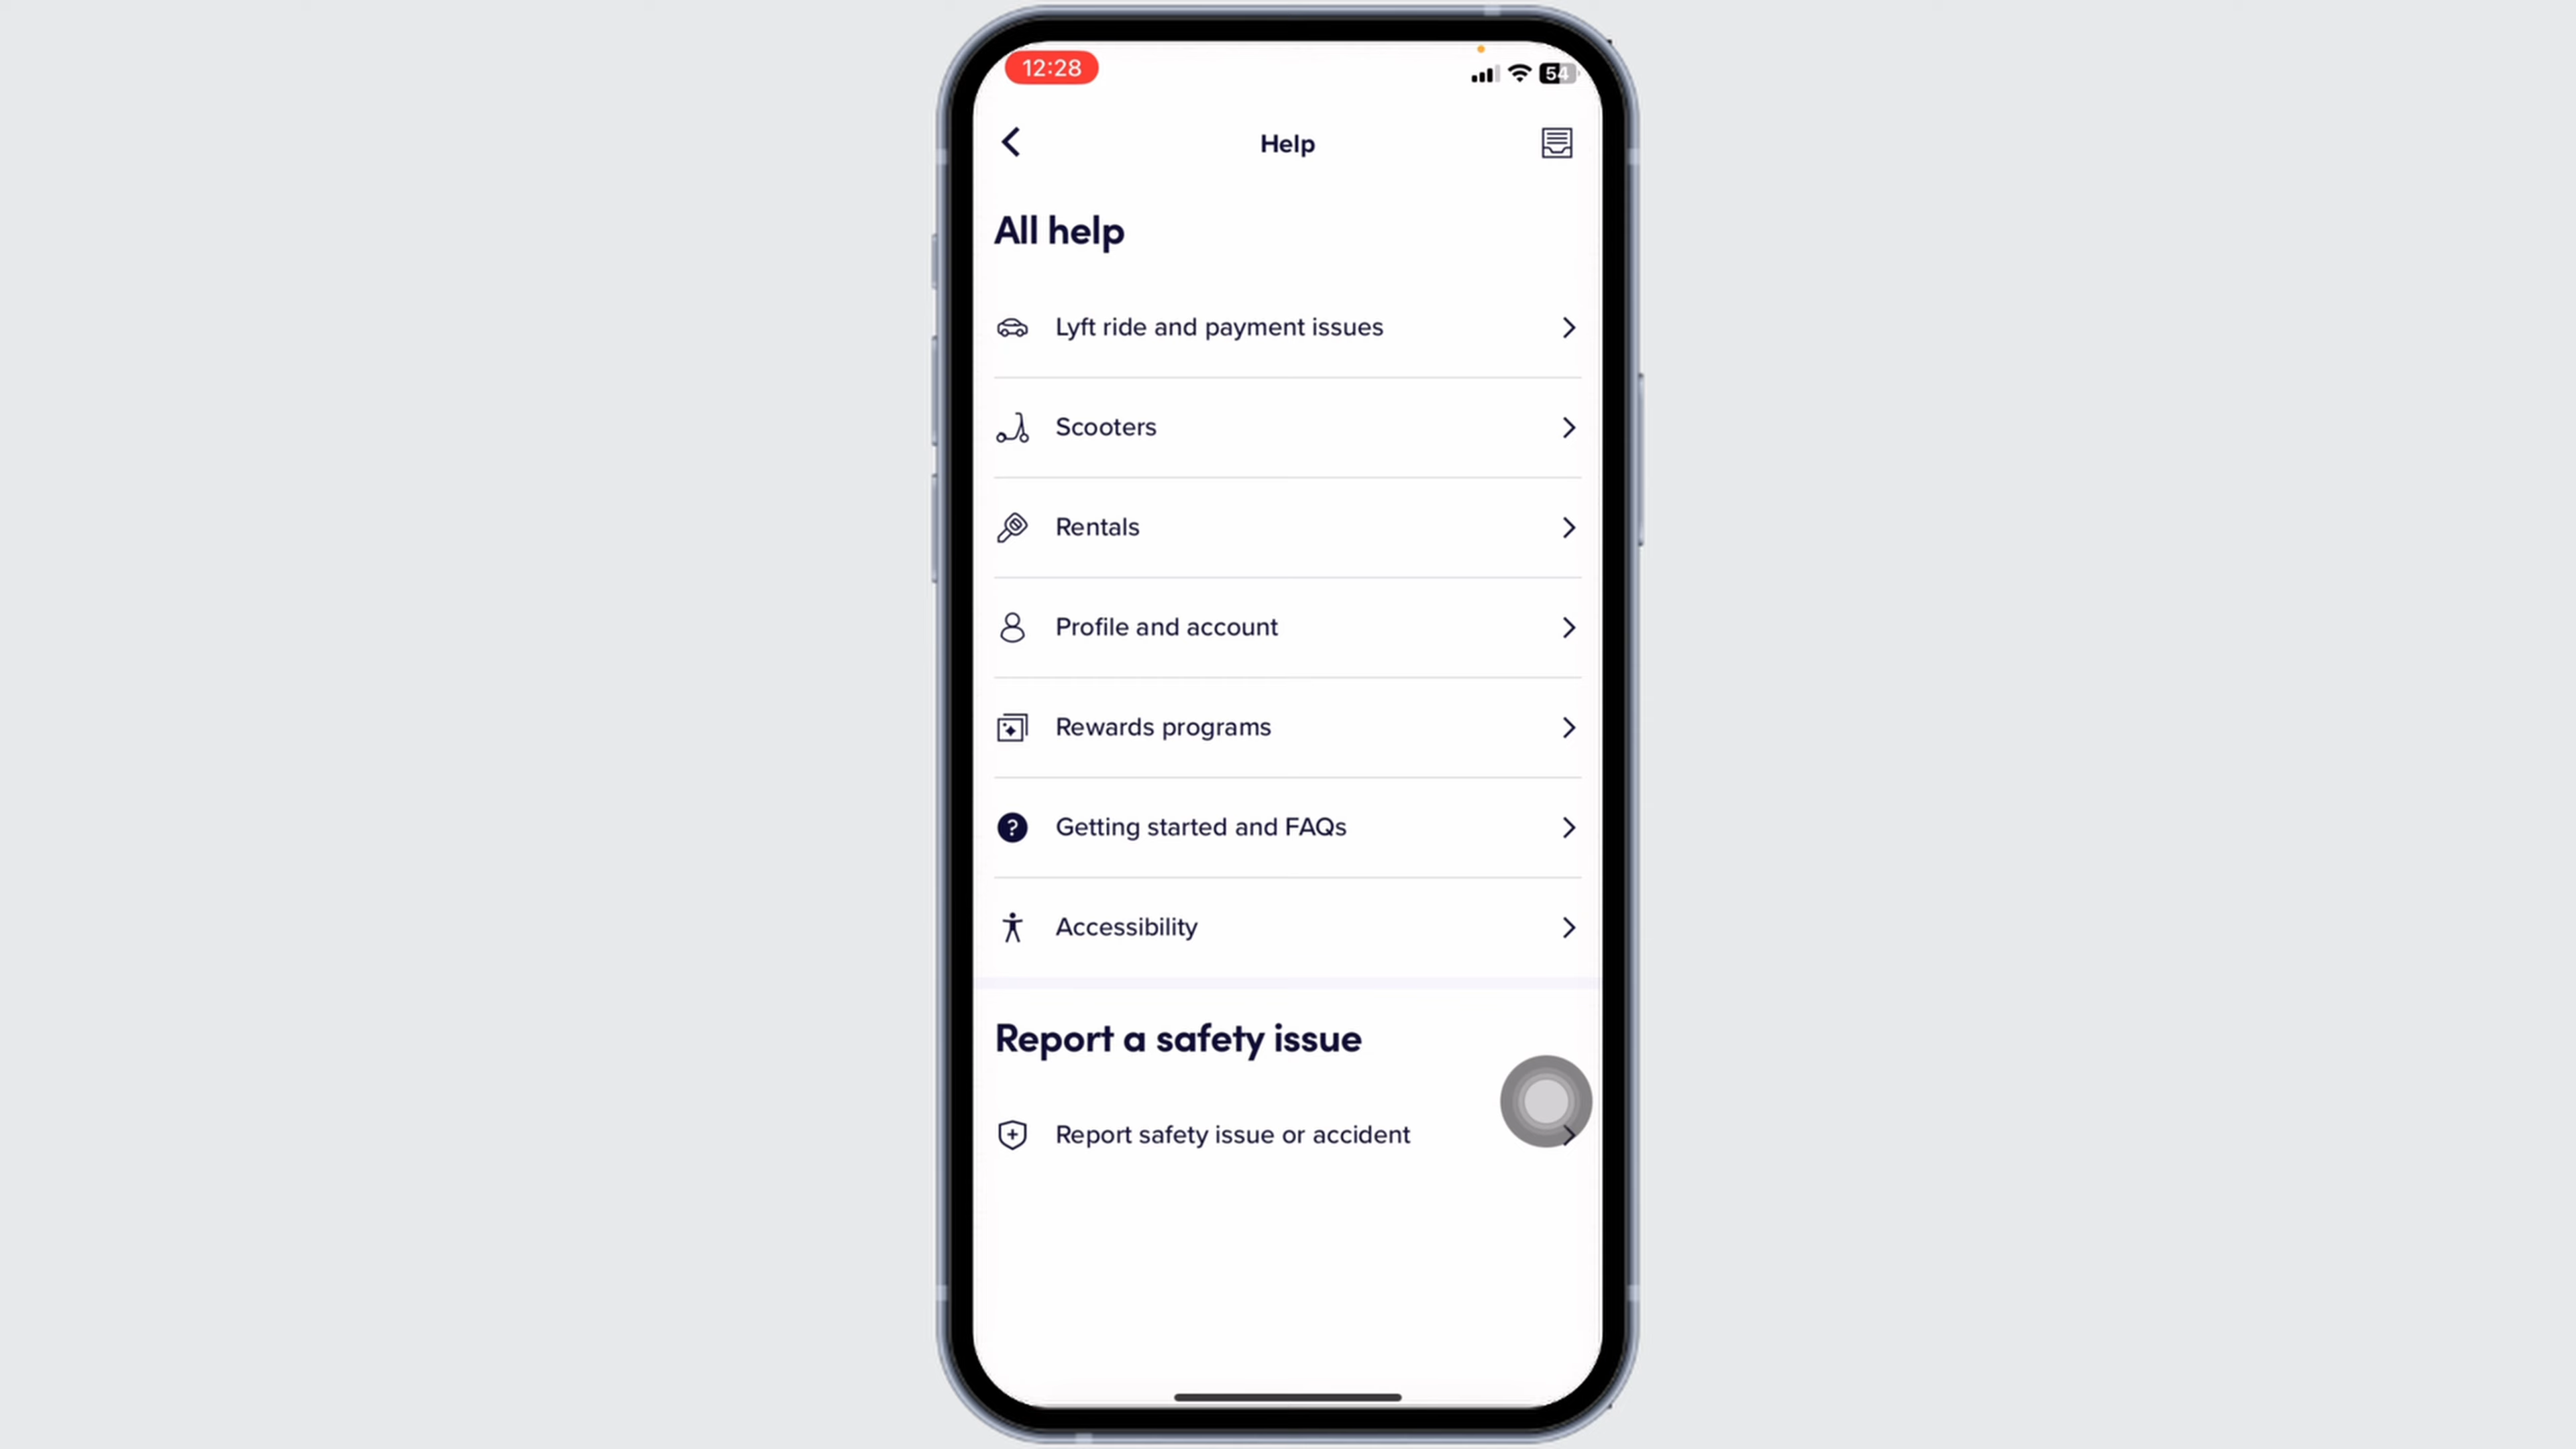 12:28
54
Help
All help
Lyft ride and payment issues
Scooters
Rentals
Profile and account
Rewards programs
?
Getting started and FAQs
Accessibility
Report a safety issue
Report safety issue or accident